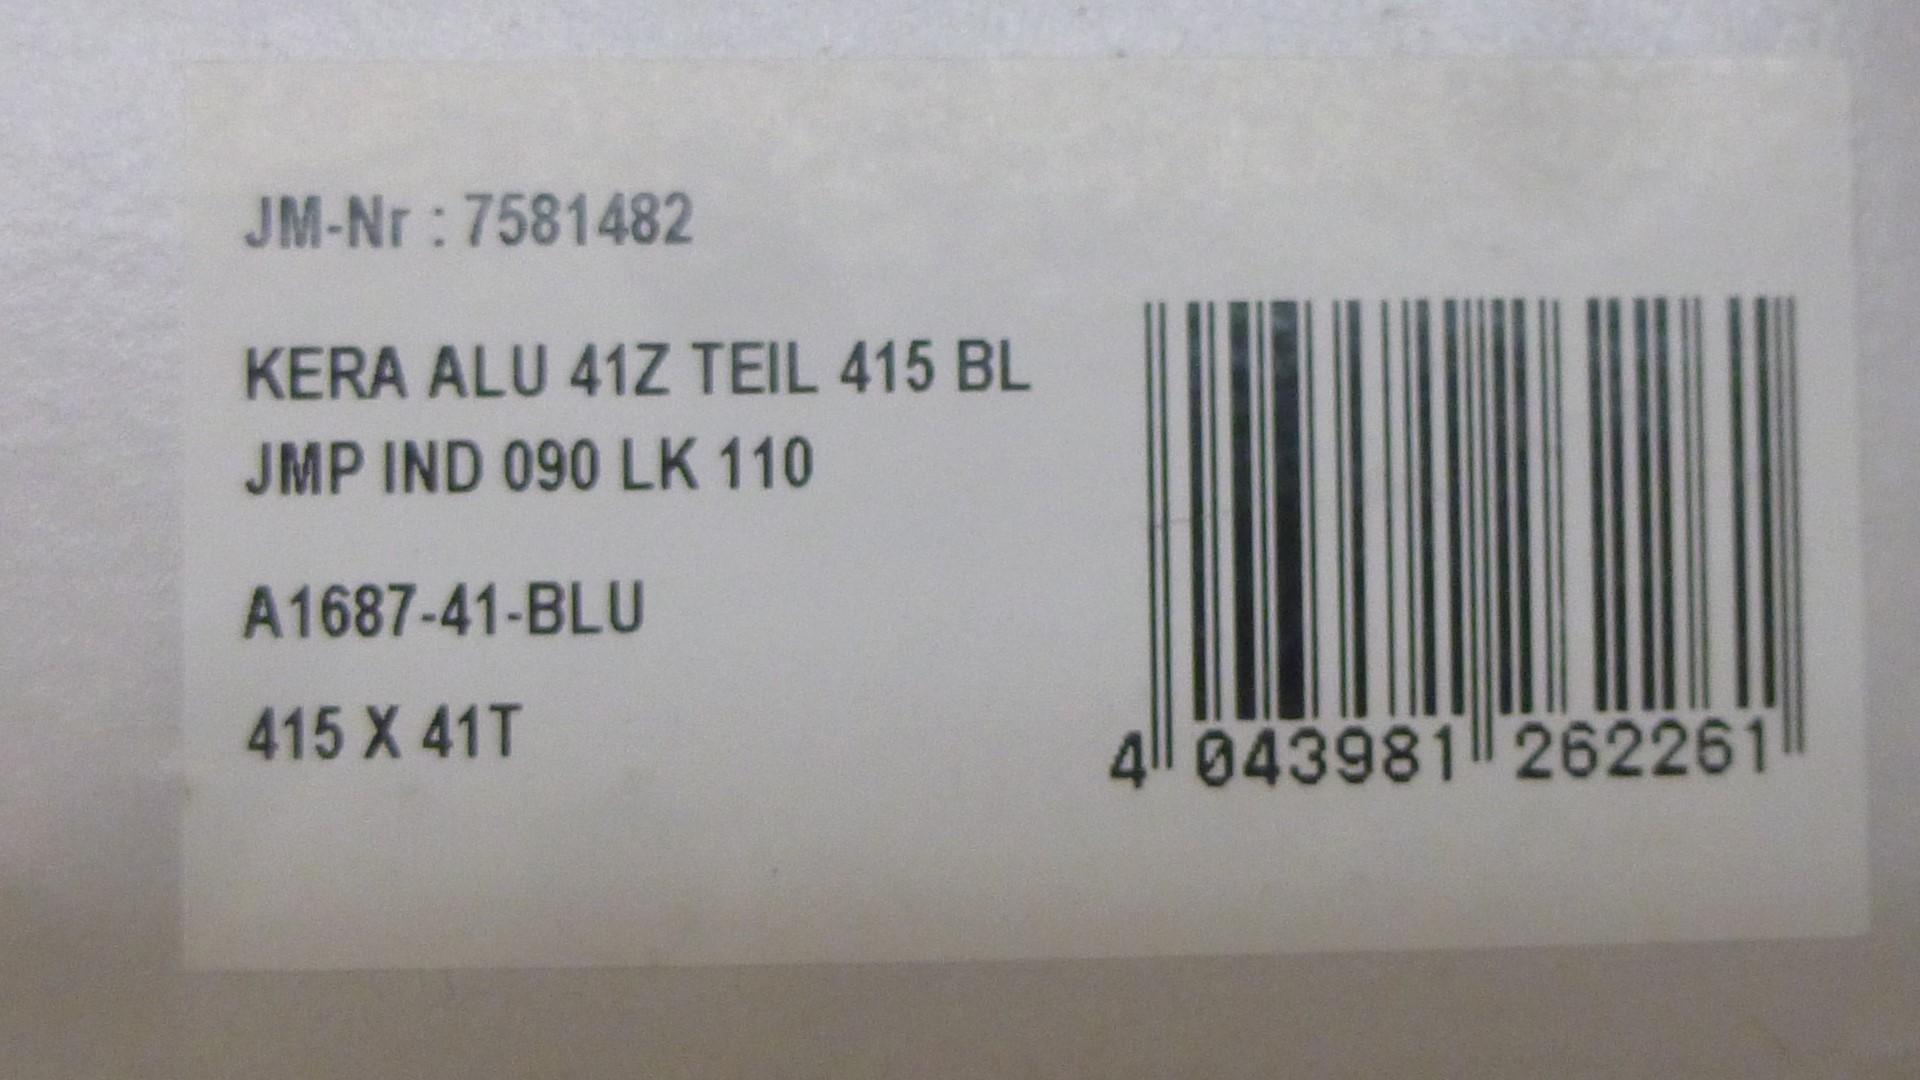 JM-Nr : 7581482
KERA ALU 41Z TEIL 415 BL
JMP IND 090 LK 110
A1687-41-BLU
415 X 41T
4 043981 262261